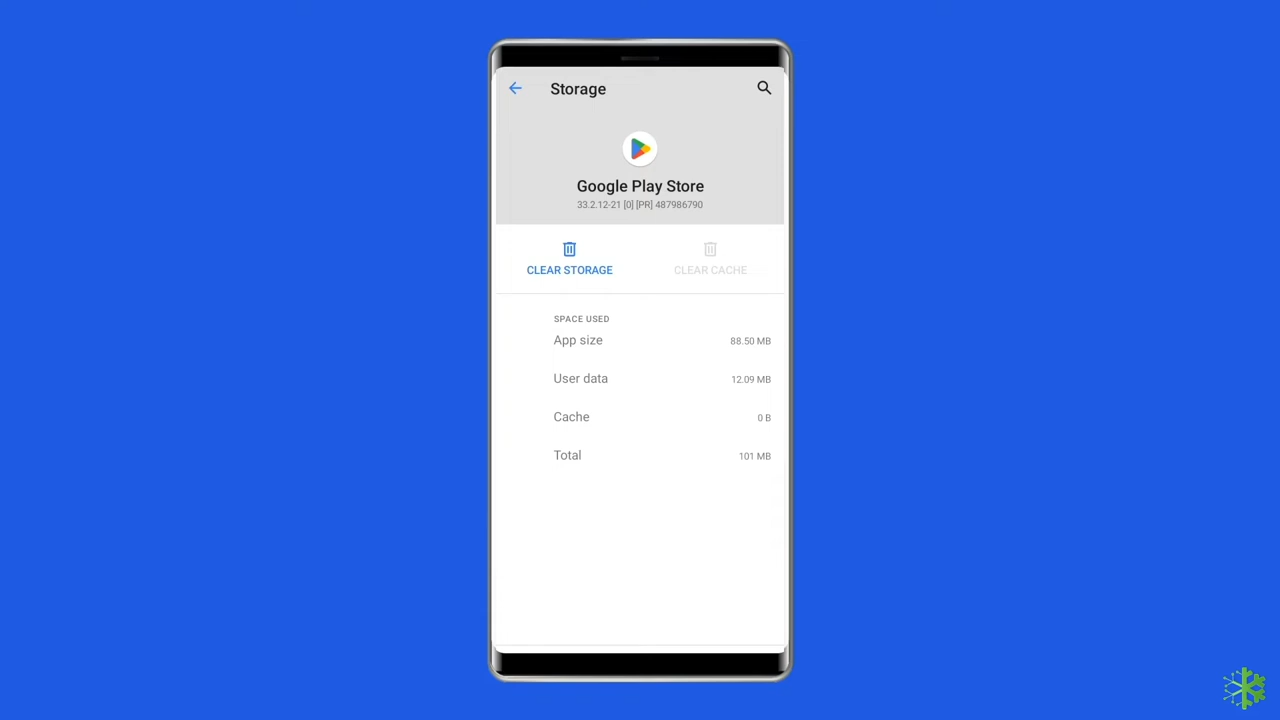 Storage
Google Play Store
33.2.12-21 [0] [PR] 487986790
CLEAR STORAGE CLEAR CACHE
SPACE USED
App size 88.50 MB
User data 12.09 MB
Cache 0 B
Total 101 MB